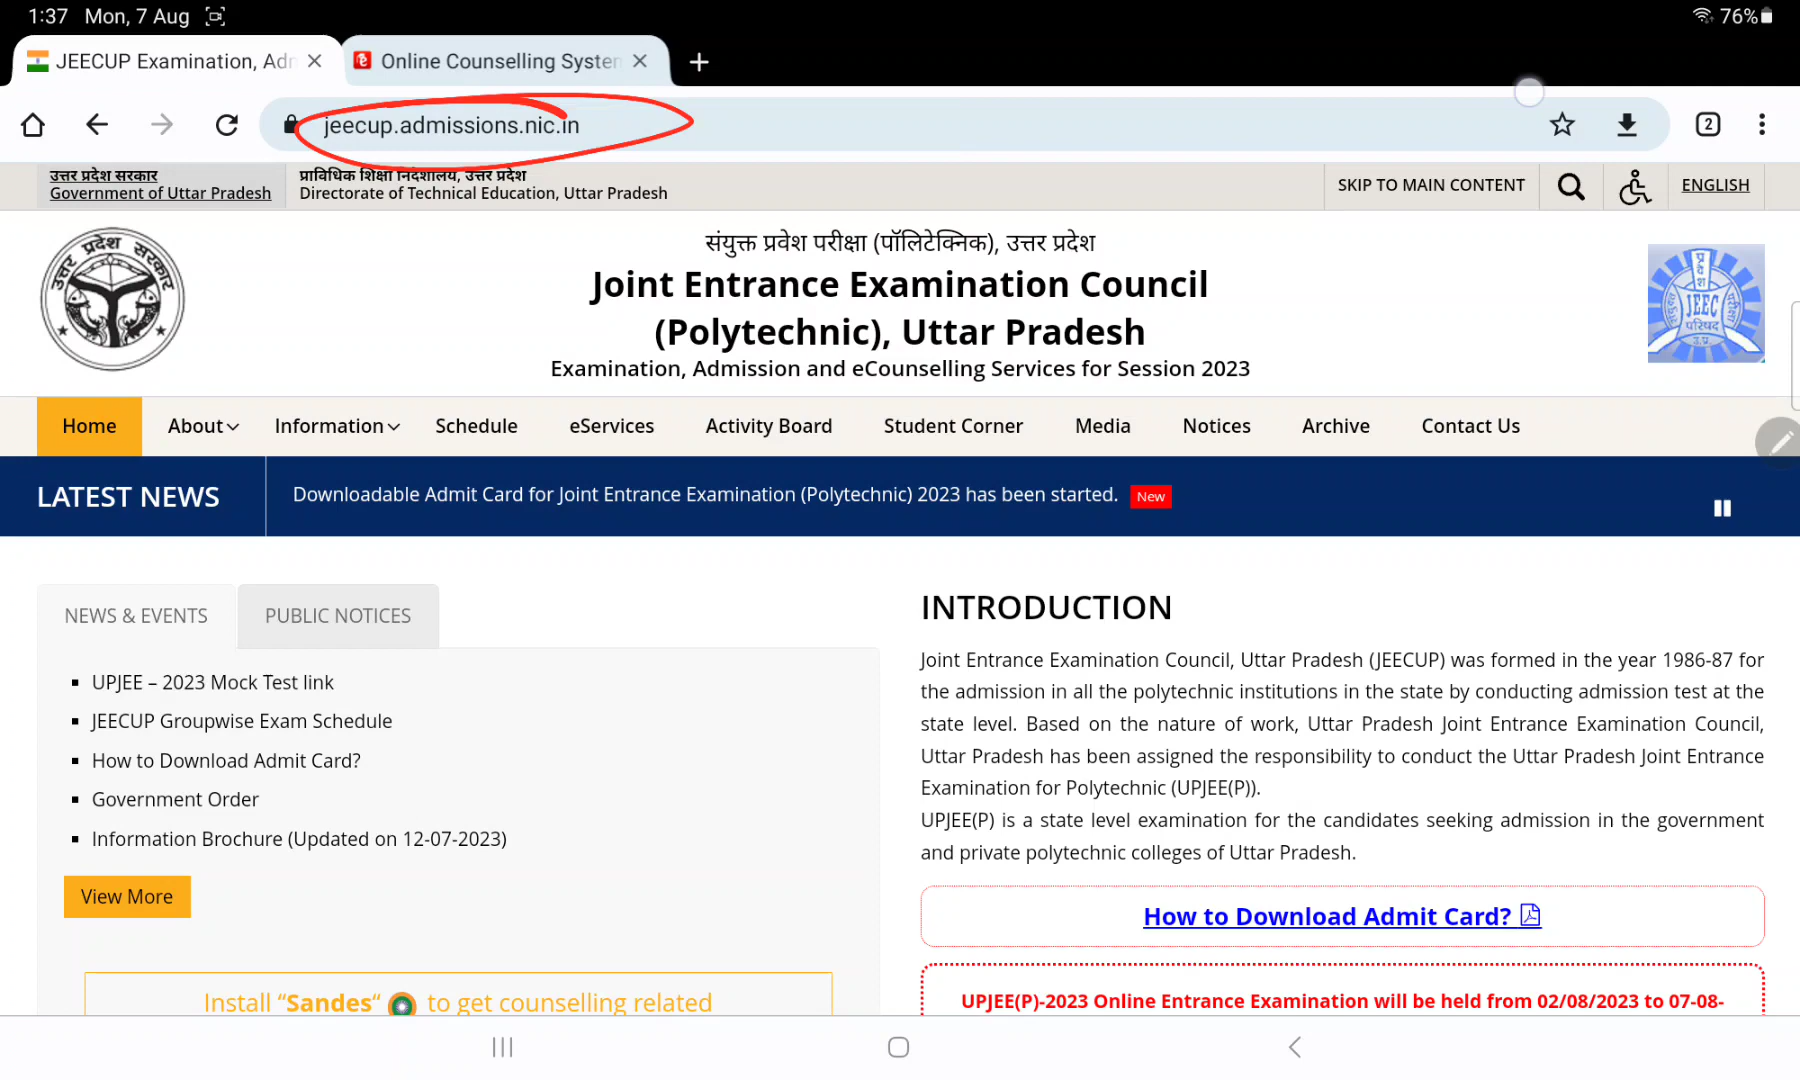 1:37 Mon, 7 Aug
76%
JEECUP Examination, Adn
Online Counselling Syster
jeecup.admissions.nic.in
2
उत्तर प्रदेश सरकार
Government of Uttar Pradesh
प्राविधिक शिक्षा निदेशालय, उत्तर प्रदेश
Directorate of Technical Education, Uttar Pradesh
SKIP TO MAIN CONTENT
ENGLISH
उत्तर प्रदेश सरकार
संयुक्त प्रवेश परीक्षा (पॉलिटेक्निक), उत्तर प्रदेश
Joint Entrance Examination Council
(Polytechnic), Uttar Pradesh
Examination, Admission and eCounselling Services for Session 2023
JEEC
परिषद
Home
About
Information
Schedule
eServices
Activity Board
Student Corner
Media
Notices
Archive
Contact Us
LATEST NEWS
Downloadable Admit Card for Joint Entrance Examination (Polytechnic) 2023 has been started.
New
NEWS & EVENTS
PUBLIC NOTICES
UPJEE – 2023 Mock Test link
JEECUP Groupwise Exam Schedule
How to Download Admit Card?
Government Order
Information Brochure (Updated on 12-07-2023)
View More
Install “Sandes“ to get counselling related
INTRODUCTION
Joint Entrance Examination Council, Uttar Pradesh (JEECUP) was formed in the year 1986-87 for
the admission in all the polytechnic institutions in the state by conducting admission test at the
state level. Based on the nature of work, Uttar Pradesh Joint Entrance Examination Council,
Uttar Pradesh has been assigned the responsibility to conduct the Uttar Pradesh Joint Entrance
Examination for Polytechnic (UPJEE(P)).
UPJEE(P) is a state level examination for the candidates seeking admission in the government
and private polytechnic colleges of Uttar Pradesh.
How to Download Admit Card?
UPJEE(P)-2023 Online Entrance Examination will be held from 02/08/2023 to 07-08-